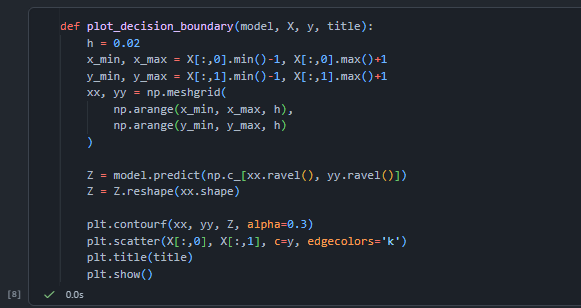 def plot_decision_boundary(model, X, y, title):
    h = 0.02
    x_min, x_max = X[:,0].min()-1, X[:,0].max()+1
    y_min, y_max = X[:,1].min()-1, X[:,1].max()+1
    xx, yy = np.meshgrid(
        np.arange(x_min, x_max, h),
        np.arange(y_min, y_max, h)
    )
    Z = model.predict(np.c_[xx.ravel(), yy.ravel()])
    Z = Z.reshape(xx.shape)
    plt.contourf(xx, yy, Z, alpha=0.3)
    plt.scatter(X[:,0], X[:,1], c=y, edgecolors='k')
    plt.title(title)
    plt.show()
[8] ✓ 0.0s